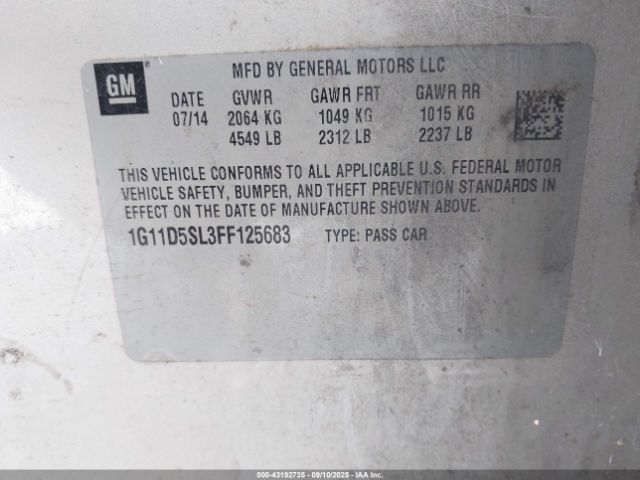 GM
MFD BY GENERAL MOTORS LLC
DATE GVWR GAWR FRT GAWR RR
07/14 2064 KG 1049 KG 1015 KG
4549 LB 2312 LB 2237 LB
THIS VEHICLE CONFORMS TO ALL APPLICABLE U.S. FEDERAL MOTOR
VEHICLE SAFETY, BUMPER, AND THEFT PREVENTION STANDARDS IN
EFFECT ON THE DATE OF MANUFACTURE SHOWN ABOVE.
1G11D5SL3FF125683 TYPE: PASS CAR
000-43192735 - 09/10/2025 - IAAI.COM